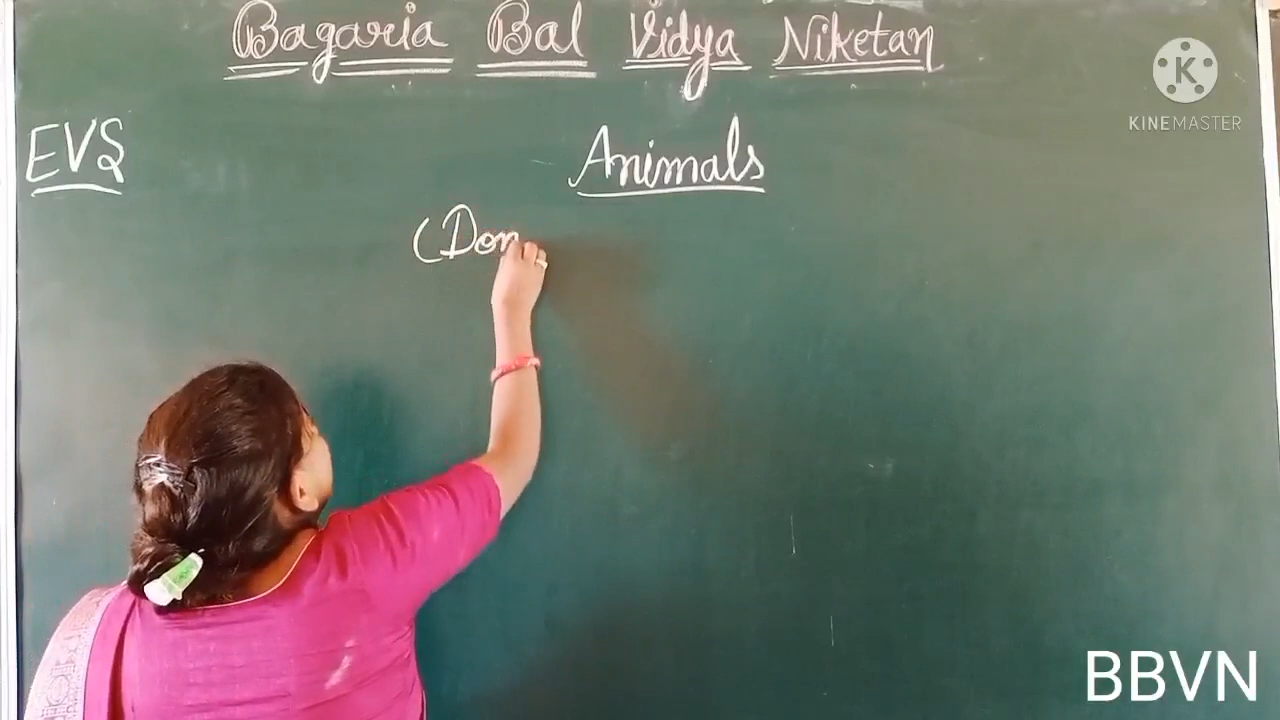 Bagaria Bal Vidya Niketan
KINEMASTER
EVS
Animals
(Dom
BBVN